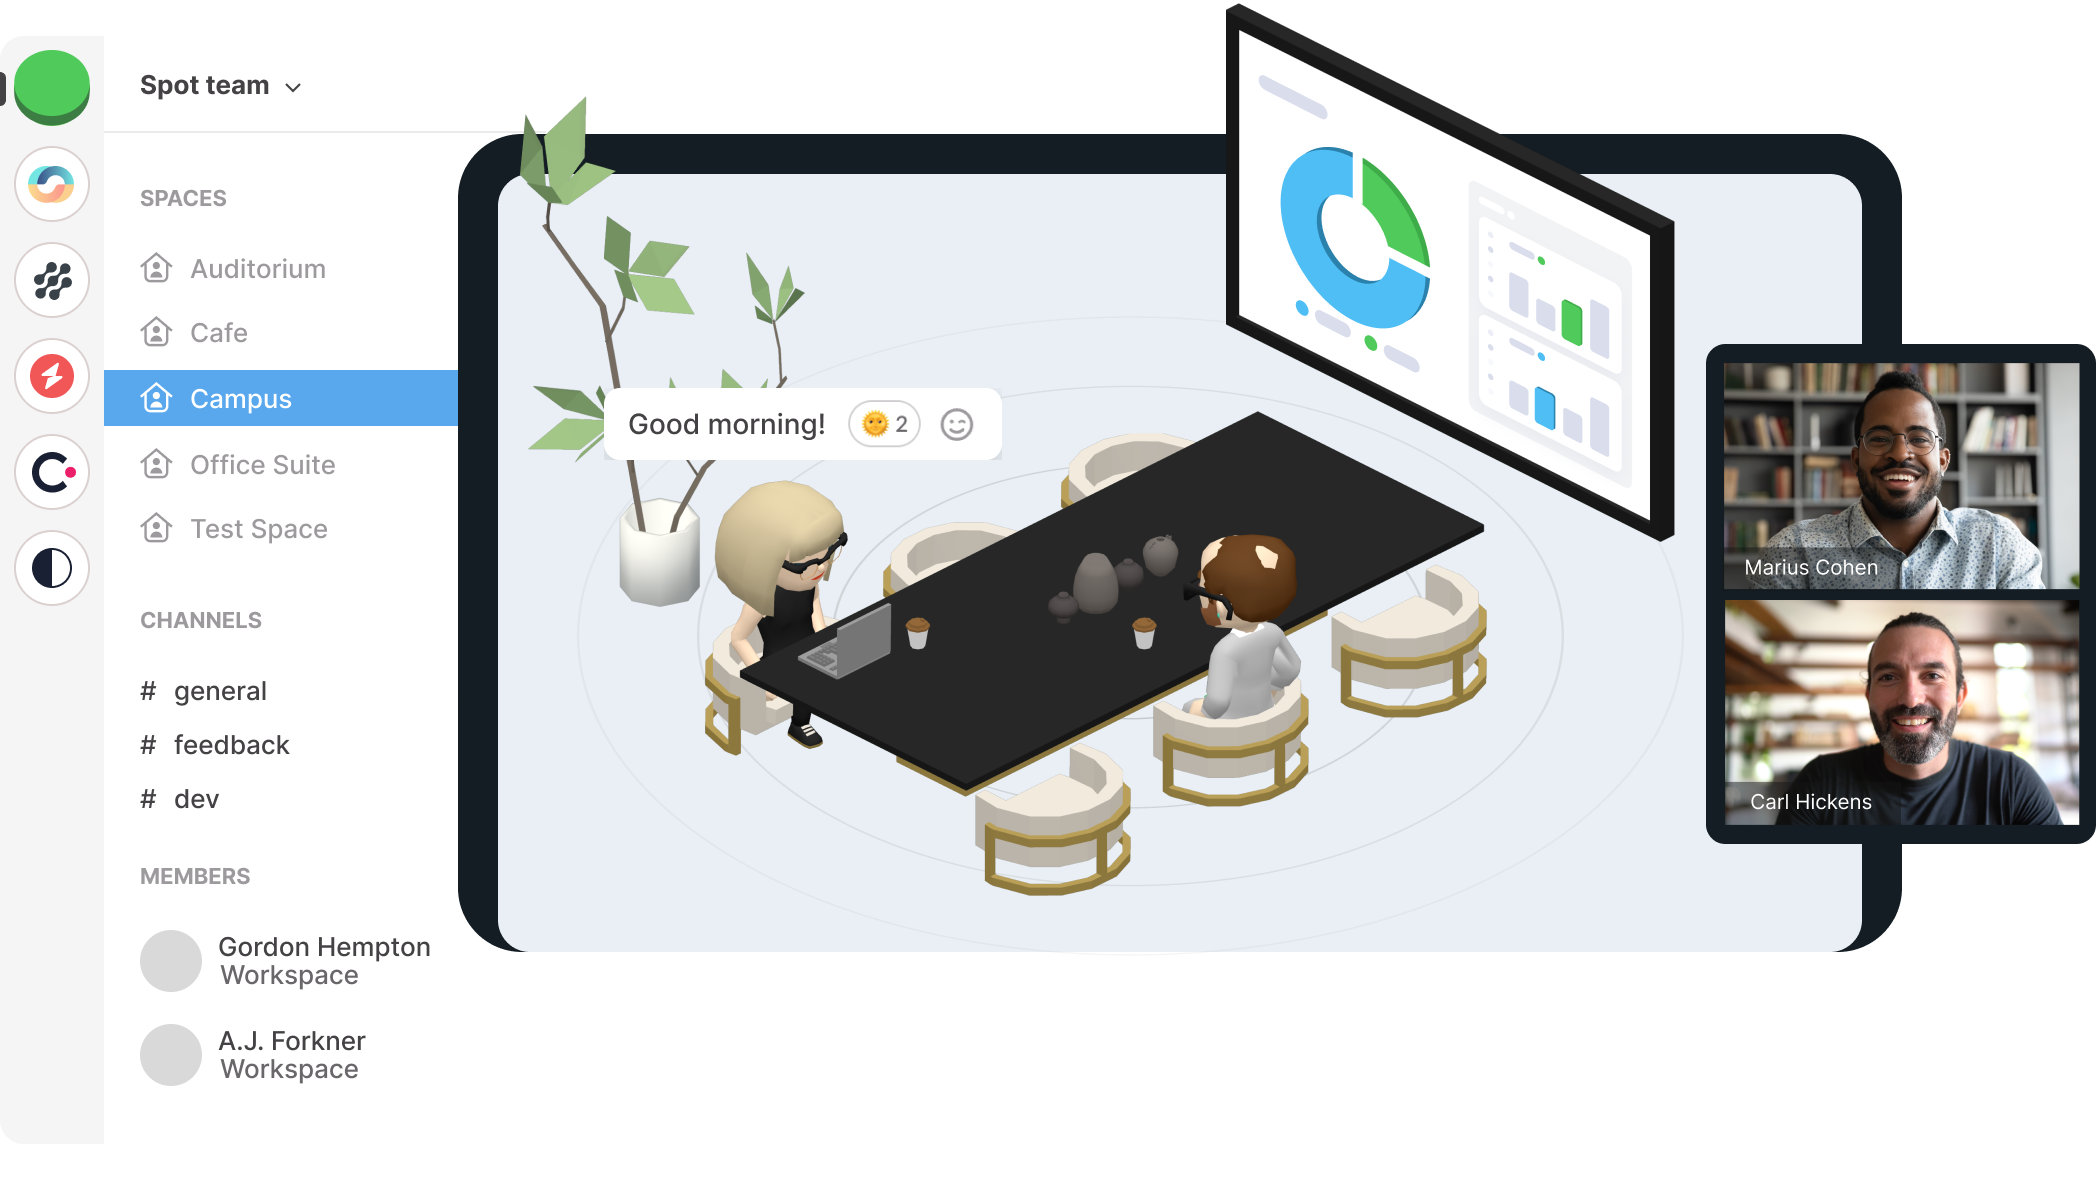 Spot team
SPACES
Auditorium
Cafe
Campus
Office Suite
Test Space
CHANNELS
# general
# feedback
# dev
MEMBERS
Gordon Hempton
Workspace
A.J. Forkner
Workspace
Good morning! 🌞 2
Marius Cohen
Carl Hickens